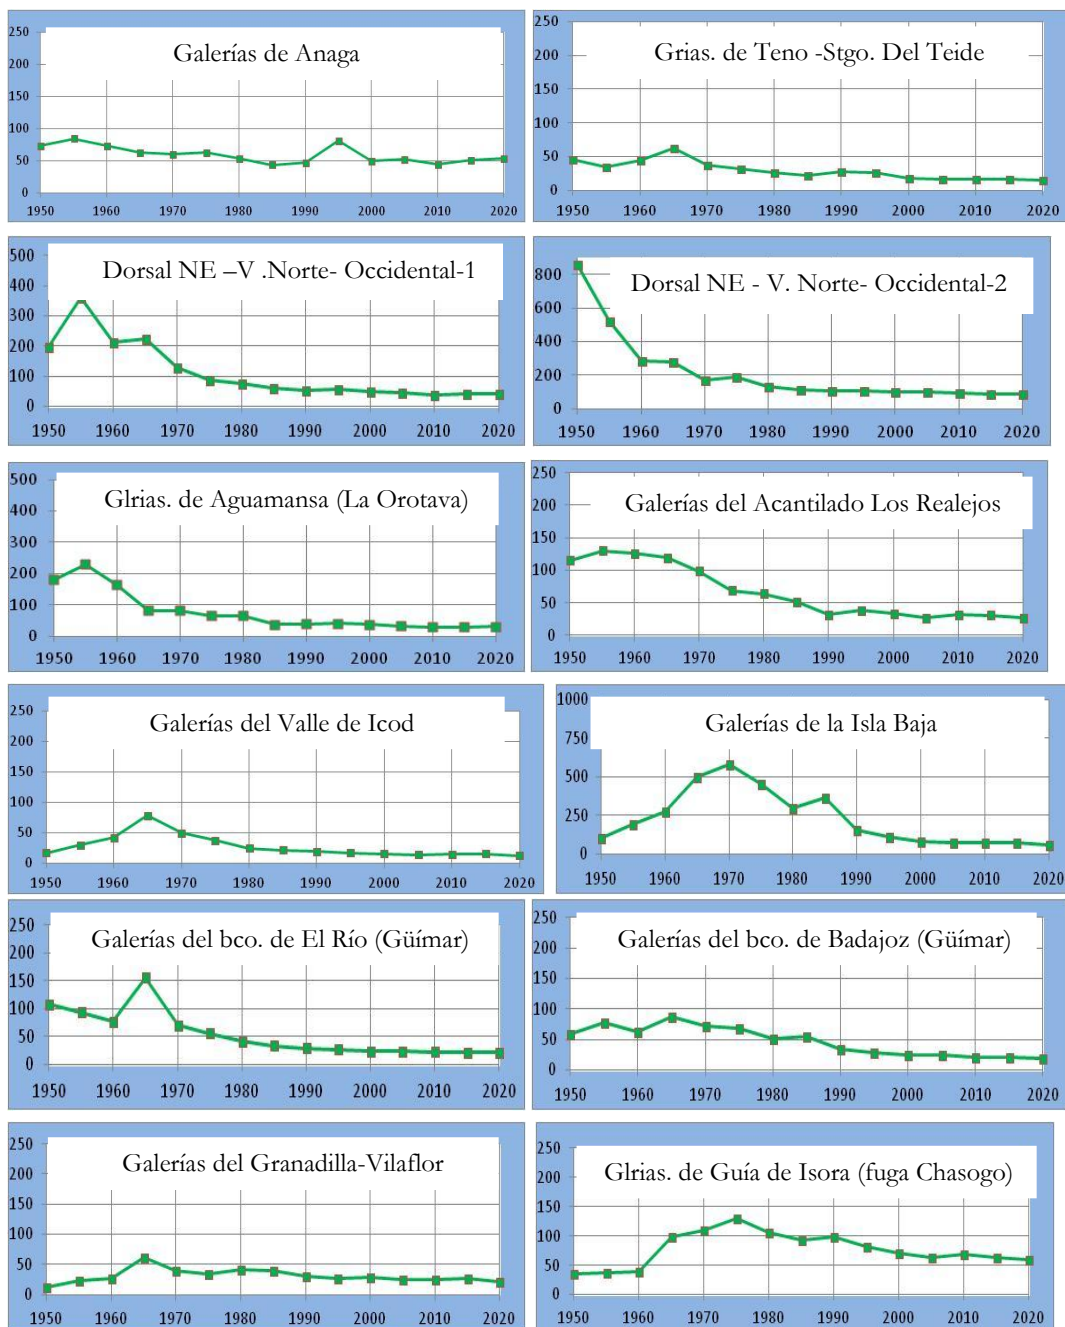 Galerías de Anaga
250
200
150
100
50
0
1950 1960 1970 1980 1990 2000 2010 2020
Grias. de Teno -Stgo. Del Teide
250
200
150
100
50
0
1950 1960 1970 1980 1990 2000 2010 2020
Dorsal NE –V .Norte- Occidental-1
500
400
300
200
100
0
1950 1960 1970 1980 1990 2000 2010 2020
Dorsal NE - V. Norte- Occidental-2
800
600
400
200
0
1950 1960 1970 1980 1990 2000 2010 2020
Glrias. de Aguamansa (La Orotava)
500
400
300
200
100
0
1950 1960 1970 1980 1990 2000 2010 2020
Galerías del Acantilado Los Realejos
250
200
150
100
50
0
1950 1960 1970 1980 1990 2000 2010 2020
Galerías del Valle de Icod
250
200
150
100
50
0
1950 1960 1970 1980 1990 2000 2010 2020
Galerías de la Isla Baja
1000
750
500
250
0
1950 1960 1970 1980 1990 2000 2010 2020
Galerías del bco. de El Río (Güímar)
250
200
150
100
50
0
1950 1960 1970 1980 1990 2000 2010 2020
Galerías del bco. de Badajoz (Güímar)
250
200
150
100
50
0
1950 1960 1970 1980 1990 2000 2010 2020
Galerías del Granadilla-Vilaflor
250
200
150
100
50
0
1950 1960 1970 1980 1990 2000 2010 2020
Glrias. de Guía de Isora (fuga Chasogo)
250
200
150
100
50
0
1950 1960 1970 1980 1990 2000 2010 2020